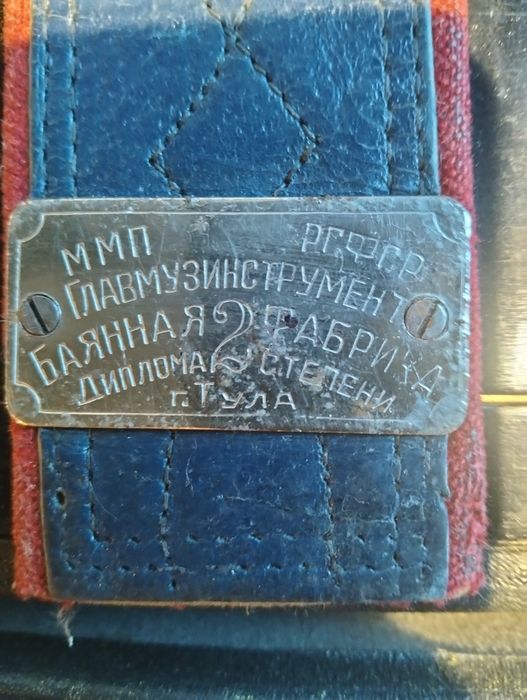 ММП РСФСР
ГЛАВМУЗИНСТРУМЕНТ
БАЯННАЯ 2 ФАБРИКА
ДИПЛОМА СТЕПЕНИ
г. ТУЛА